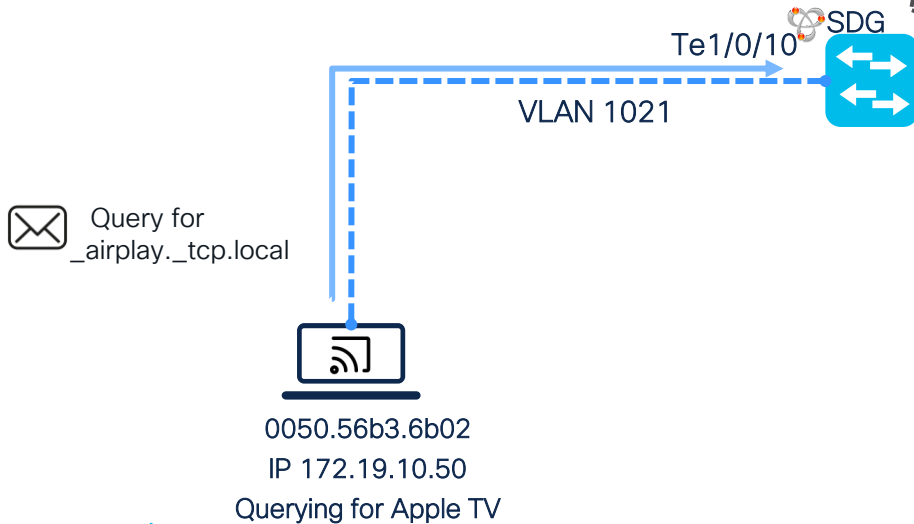 SDG
Te1/0/10
VLAN 1021
Query for
_airplay._tcp.local
0050.56b3.6b02
IP 172.19.10.50
Querying for Apple TV